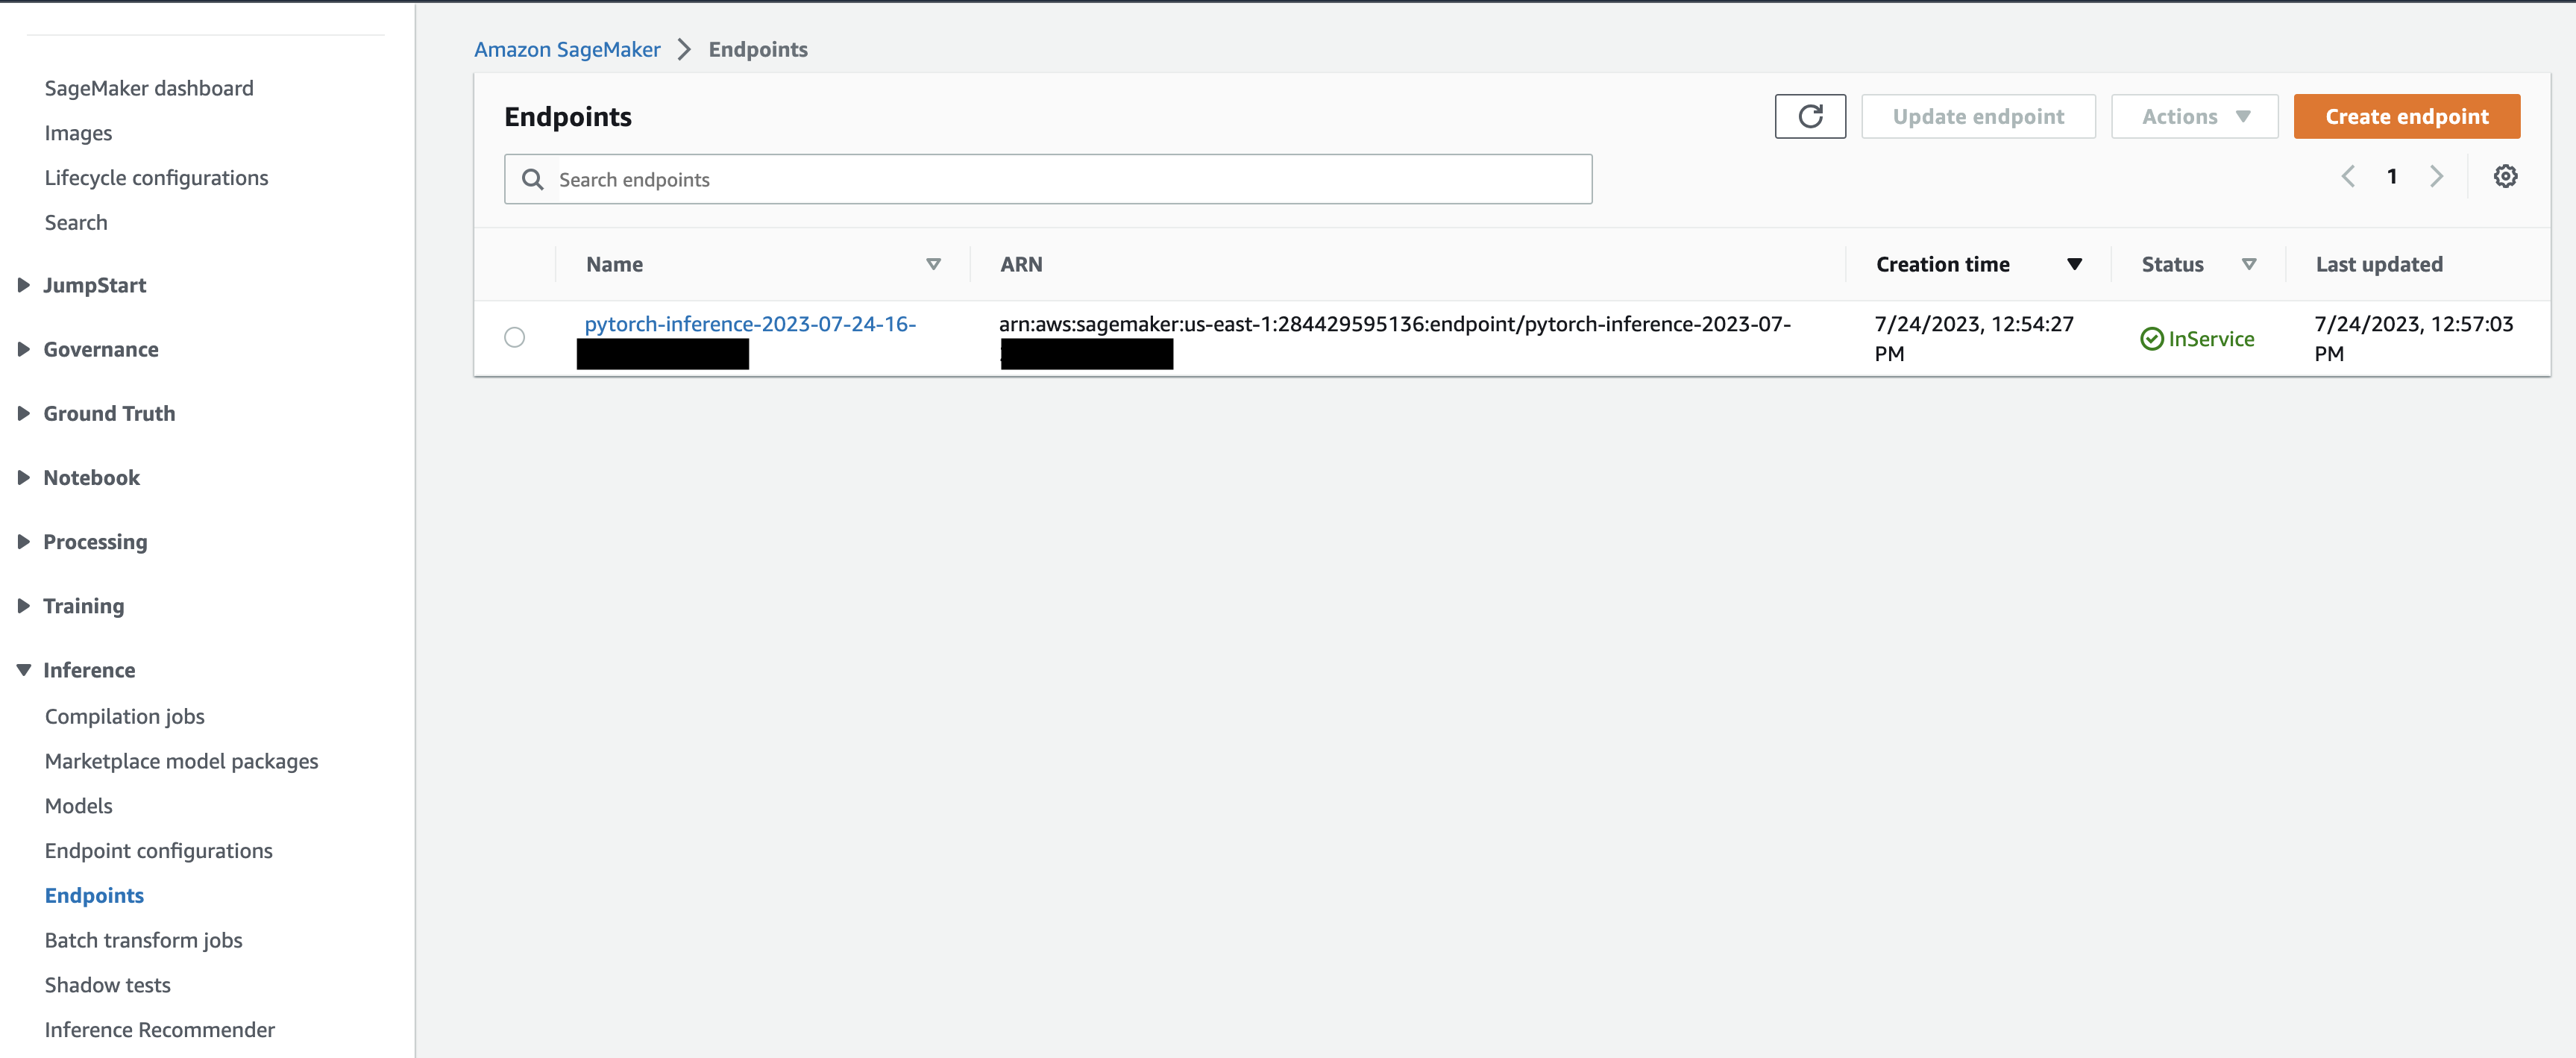 SageMaker dashboard
Images
Lifecycle configurations
Search
JumpStart
Governance
Ground Truth
Notebook
Processing
Training
Inference
Compilation jobs
Marketplace model packages
Models
Endpoint configurations
Endpoints
Batch transform jobs
Shadow tests
Inference Recommender
Amazon SageMaker > Endpoints
Endpoints
Update endpoint
Actions
Create endpoint
Search endpoints
1
Name ARN Creation time Status Last updated
pytorch-inference-2023-07-24-16-
arn:aws:sagemaker:us-east-1:284429595136:endpoint/pytorch-inference-2023-07-
7/24/2023, 12:54:27
PM
InService
7/24/2023, 12:57:03
PM